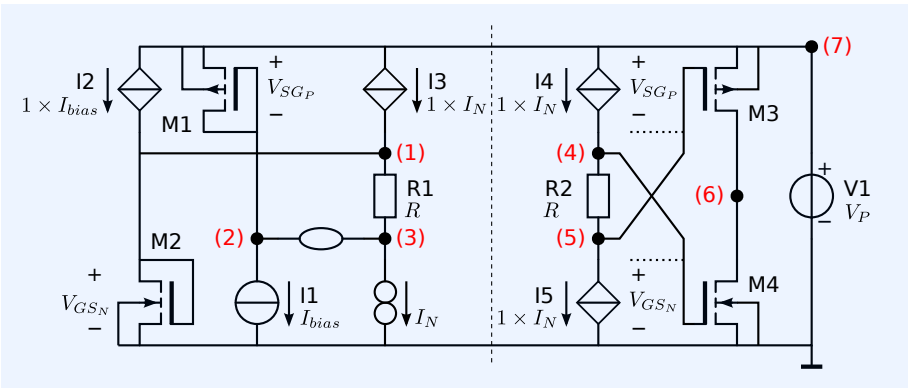 (7)
I2
1 × I_bias
+
V_SG_P
−
M1
I3
1 × I_N
I4
1 × I_N
+
V_SG_P
−
M3
(1)
(4)
R1
R
R2
R
(6)
+
V1
V_P
−
M2
(2)
(3)
(5)
+
V_GS_N
−
I1
I_bias
I_N
I5
1 × I_N
+
V_GS_N
−
M4